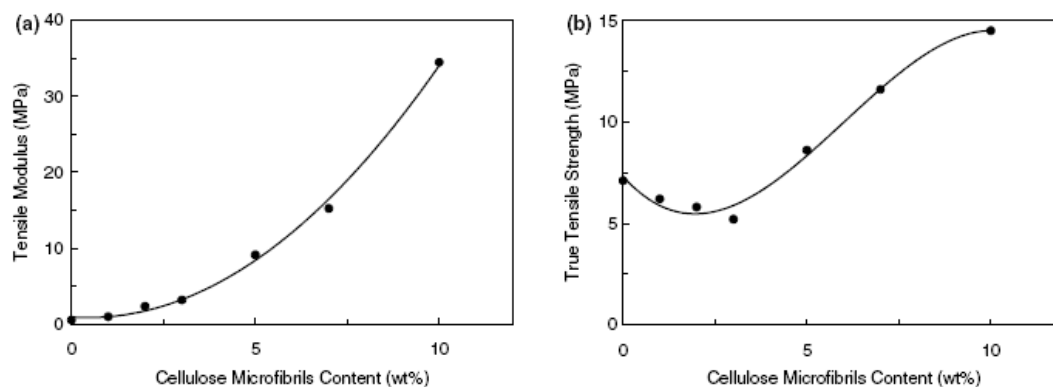 (a)
40
30
20
10
0
Tensile Modulus (MPa)
0 5 10
Cellulose Microfibrils Content (wt%)
(b)
15
10
5
0
True Tensile Strength (MPa)
0 5 10
Cellulose Microfibrils Content (wt%)